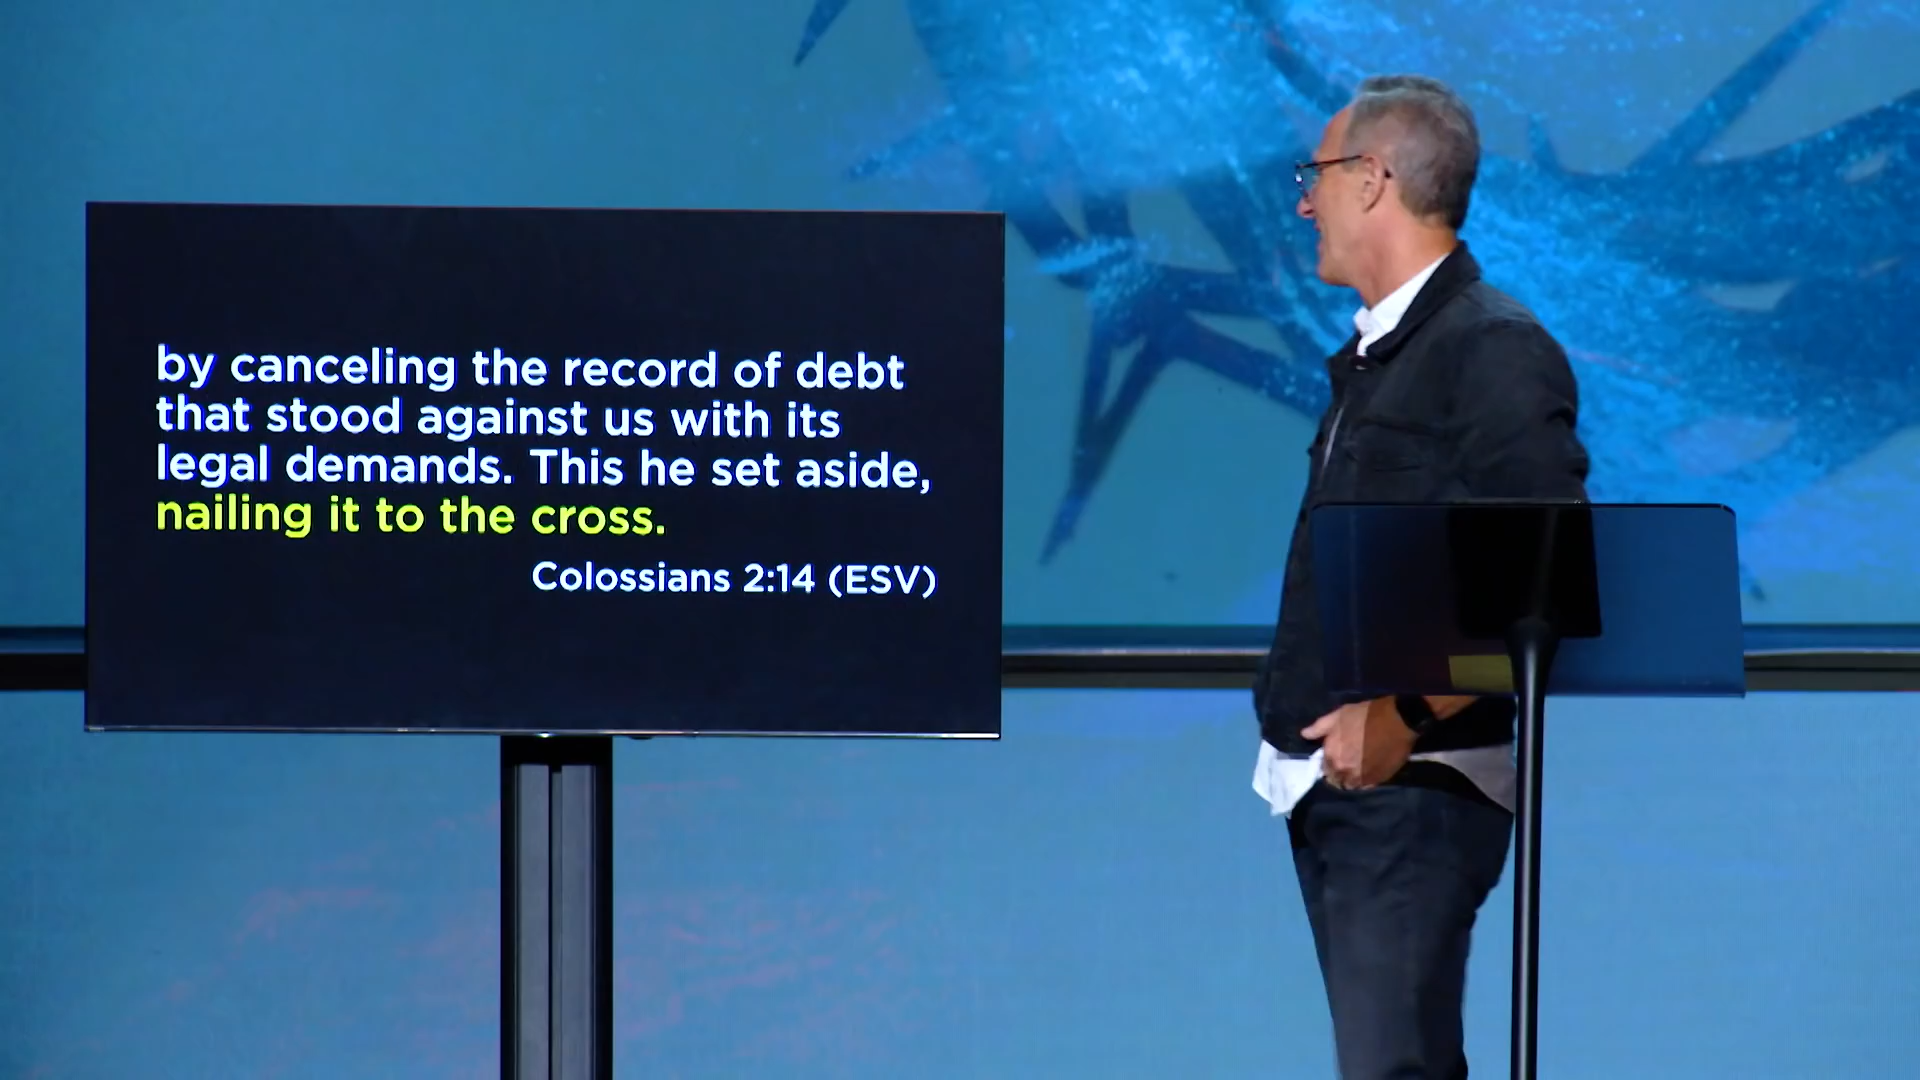 by canceling the record of debt
that stood against us with its
legal demands. This he set aside,
nailing it to the cross.
Colossians 2:14 (ESV)